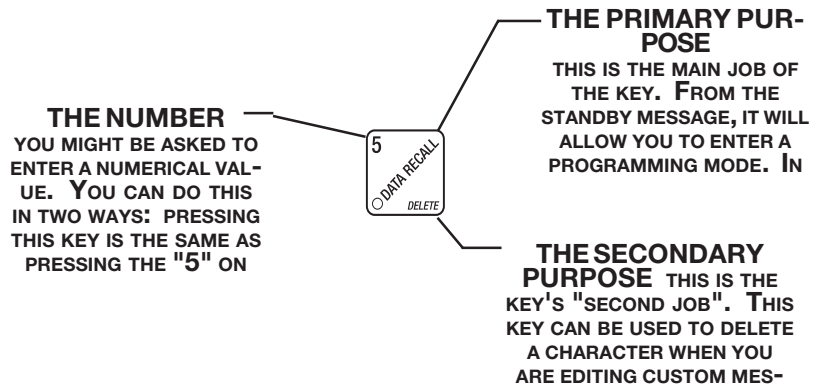 THE NUMBER
YOU MIGHT BE ASKED TO
ENTER A NUMERICAL VAL-
UE. YOU CAN DO THIS
IN TWO WAYS: PRESSING
THIS KEY IS THE SAME AS
PRESSING THE "5" ON
5
DATA RECALL
DELETE
THE PRIMARY PUR-
POSE
THIS IS THE MAIN JOB OF
THE KEY. FROM THE
STANDBY MESSAGE, IT WILL
ALLOW YOU TO ENTER A
PROGRAMMING MODE. IN
THE SECONDARY
PURPOSE THIS IS THE
KEY'S "SECOND JOB". THIS
KEY CAN BE USED TO DELETE
A CHARACTER WHEN YOU
ARE EDITING CUSTOM MES-